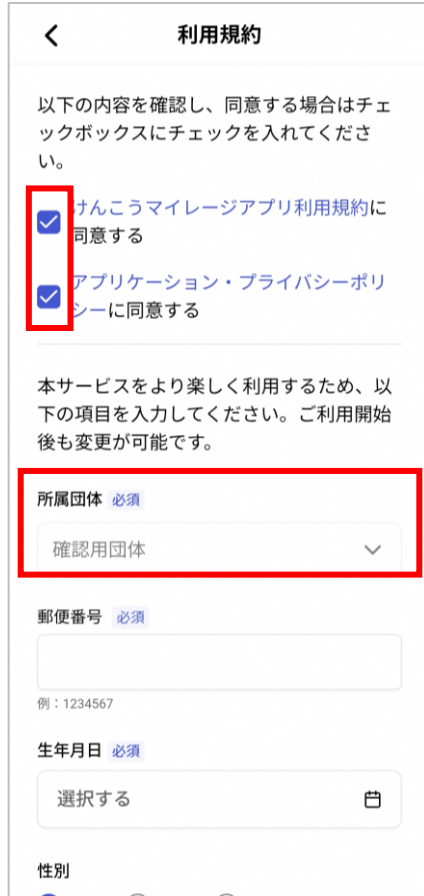 利用規約
以下の内容を確認し、同意する場合はチェ
ックボックスにチェックを入れてくださ
い。
けんこうマイレージアプリ利用規約に
同意する
アプリケーション・プライバシーポリ
シーに同意する
本サービスをより楽しく利用するため、以
下の項目を入力してください。ご利用開始
後も変更が可能です。
所属団体 必須
確認用団体
郵便番号 必須
例：1234567
生年月日 必須
選択する
性別